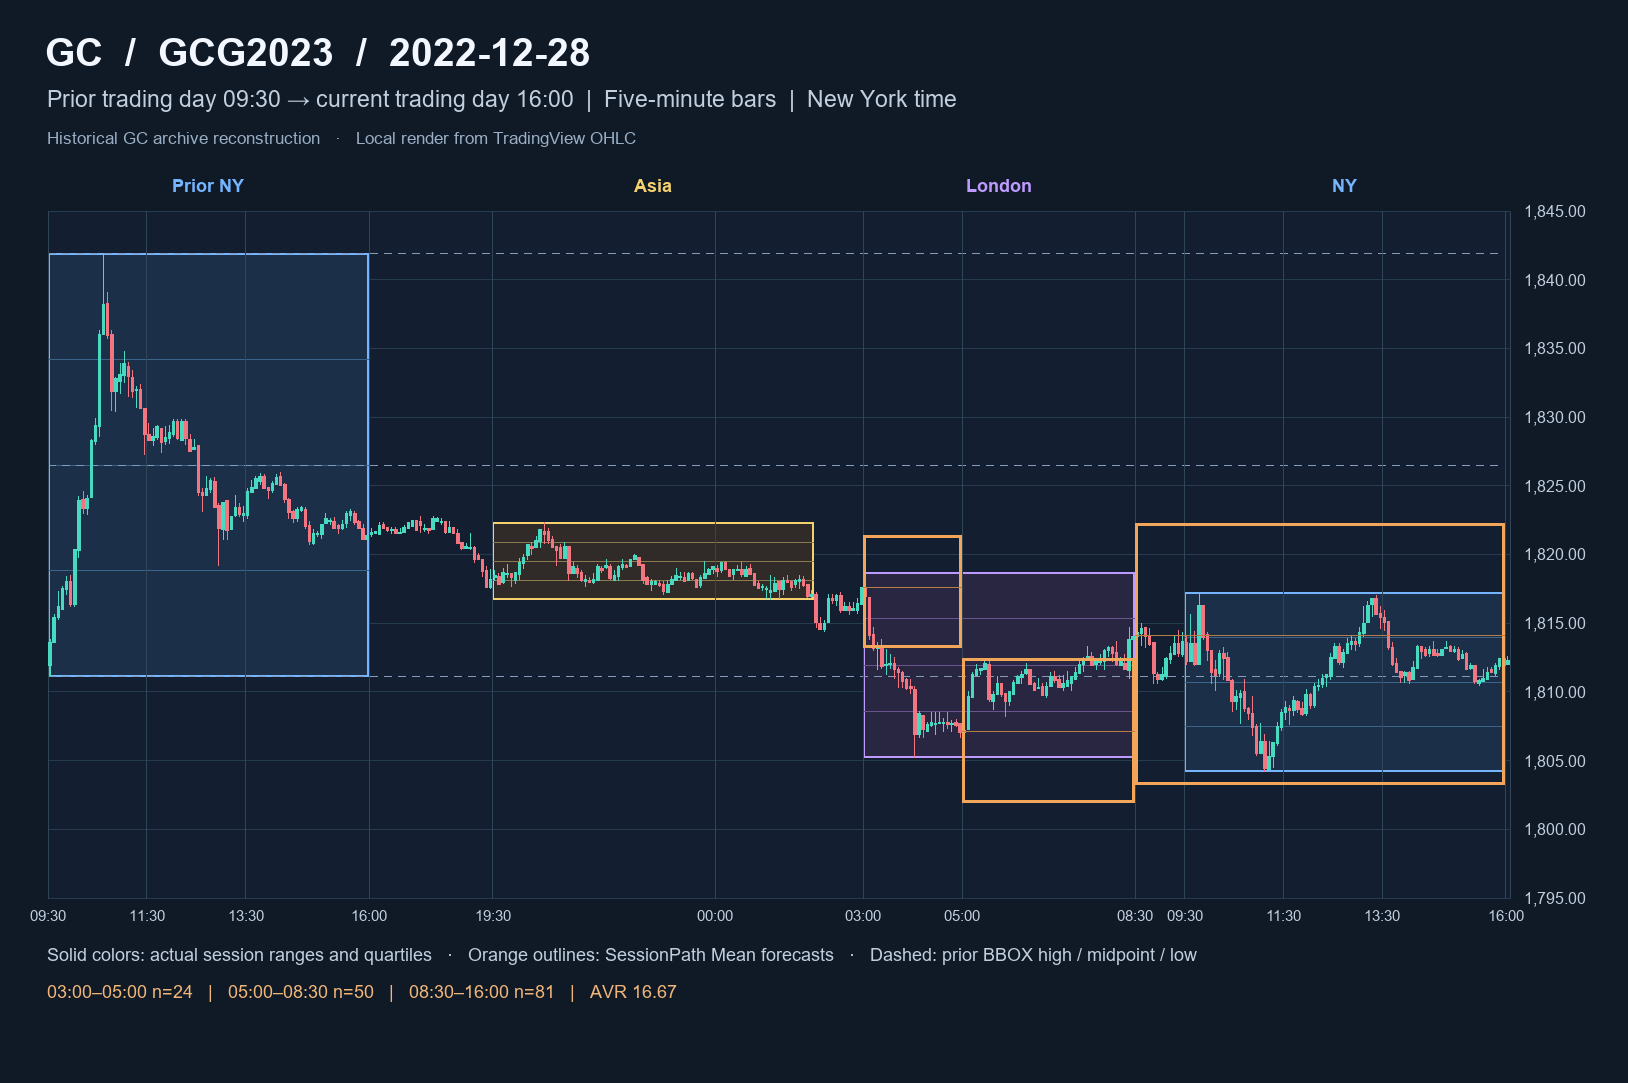 GC / GCG2023 / 2022-12-28
Prior trading day 09:30 → current trading day 16:00 | Five-minute bars | New York time
Historical GC archive reconstruction · Local render from TradingView OHLC
Prior NY Asia London NY
1,845.00
1,840.00
1,835.00
1,830.00
1,825.00
1,820.00
1,815.00
1,810.00
1,805.00
1,800.00
1,795.00
09:30 11:30 13:30 16:00 19:30 00:00 03:00 05:00 08:30 09:30 11:30 13:30 16:00
Solid colors: actual session ranges and quartiles · Orange outlines: SessionPath Mean forecasts · Dashed: prior BBOX high / midpoint / low
03:00–05:00 n=24 | 05:00–08:30 n=50 | 08:30–16:00 n=81 | AVR 16.67